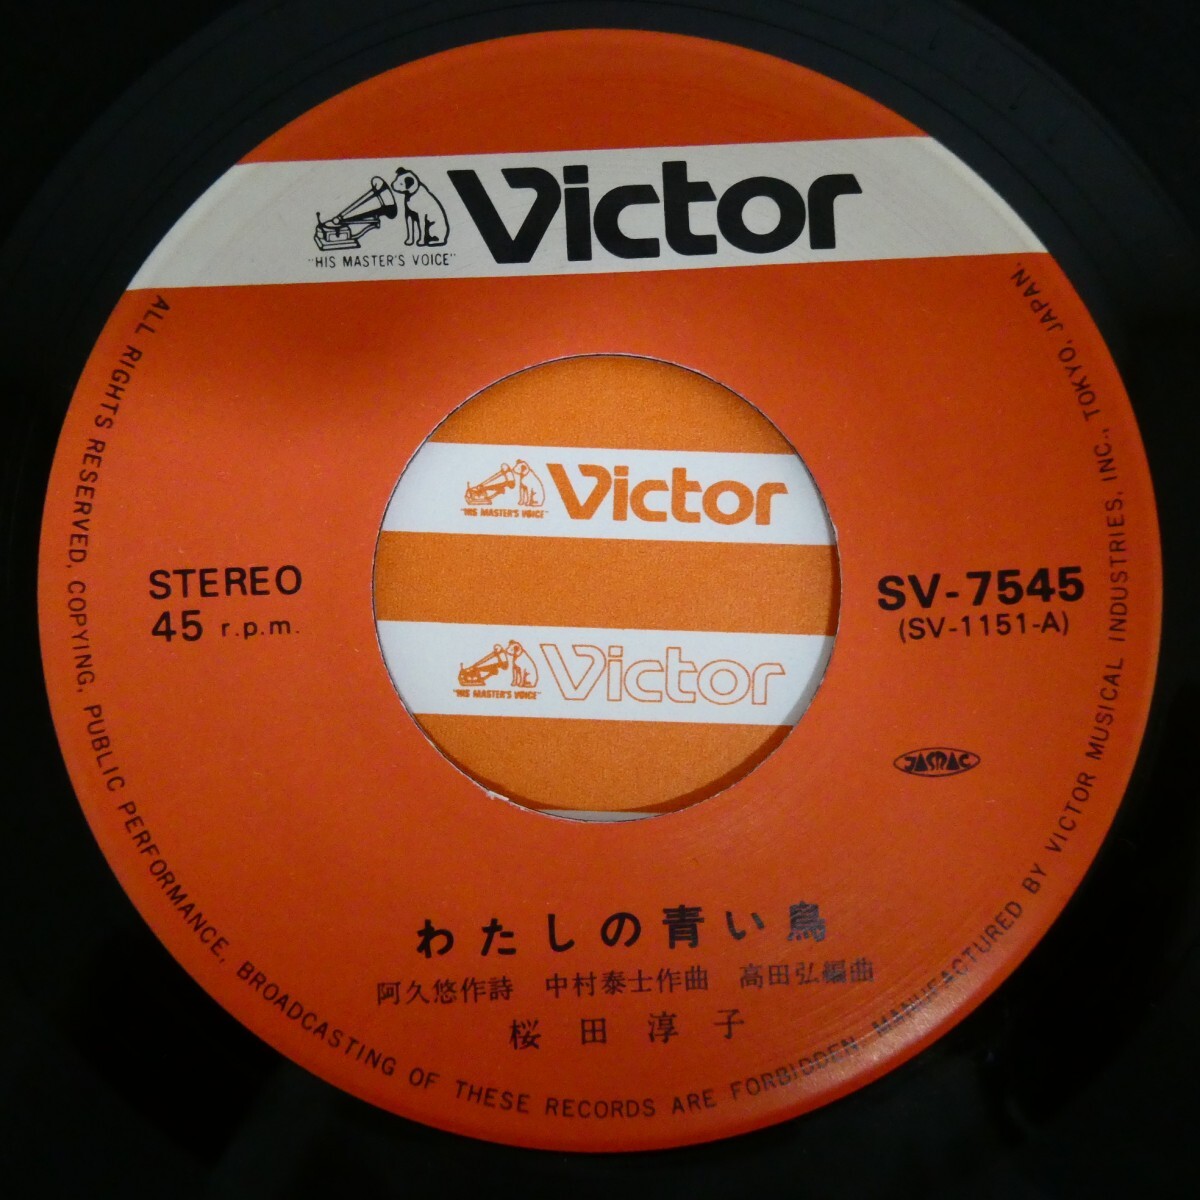 Victor
"HIS MASTER'S VOICE"
Victor
"HIS MASTER'S VOICE"
STEREO
45 r.p.m.
SV-7545
(SV-1151-A)
Victor
"HIS MASTER'S VOICE"
JASRAC
わたしの青い鳥
阿久悠作詩 中村泰士作曲 高田弘編曲
桜田淳子
ALL RIGHTS RESERVED, COPYING, PUBLIC PERFORMANCE, BROADCASTING OF THESE RECORDS ARE FORBIDDEN. MANUFACTURED BY VICTOR MUSICAL INDUSTRIES, INC., TOKYO, JAPAN.